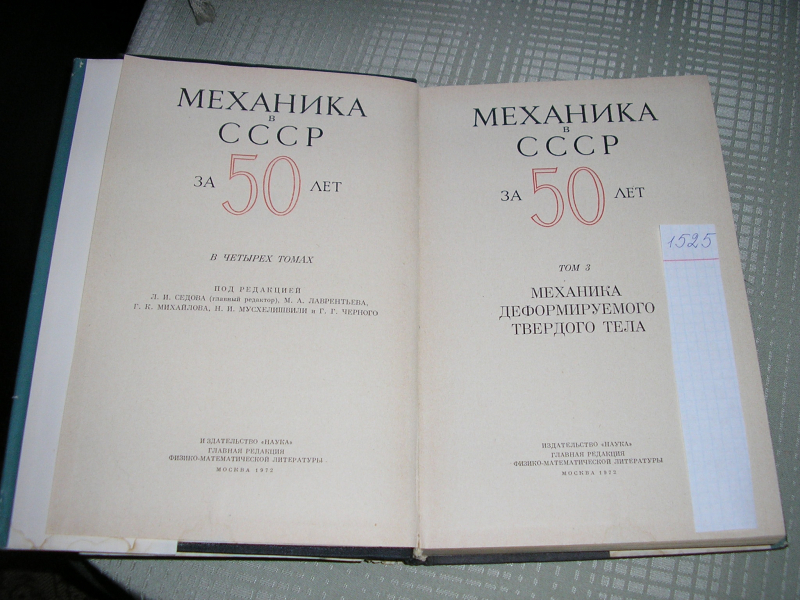 МЕХАНИКА
в
СССР
ЗА 50 ЛЕТ
В ЧЕТЫРЕХ ТОМАХ
ПОД РЕДАКЦИЕЙ
Л. И. СЕДОВА (главный редактор), М. А. ЛАВРЕНТЬЕВА,
Г. К. МИХАЙЛОВА, Н. И. МУСХЕЛИШВИЛИ и Г. Г. ЧЕРНОГО
ИЗДАТЕЛЬСТВО «НАУКА»
ГЛАВНАЯ РЕДАКЦИЯ
ФИЗИКО-МАТЕМАТИЧЕСКОЙ ЛИТЕРАТУРЫ
МОСКВА 1972
МЕХАНИКА
в
СССР
ЗА 50 ЛЕТ
ТОМ 3
МЕХАНИКА
ДЕФОРМИРУЕМОГО
ТВЕРДОГО ТЕЛА
ИЗДАТЕЛЬСТВО «НАУКА»
ГЛАВНАЯ РЕДАКЦИЯ
ФИЗИКО-МАТЕМАТИЧЕСКОЙ ЛИТЕРАТУРЫ
МОСКВА 1972
1525